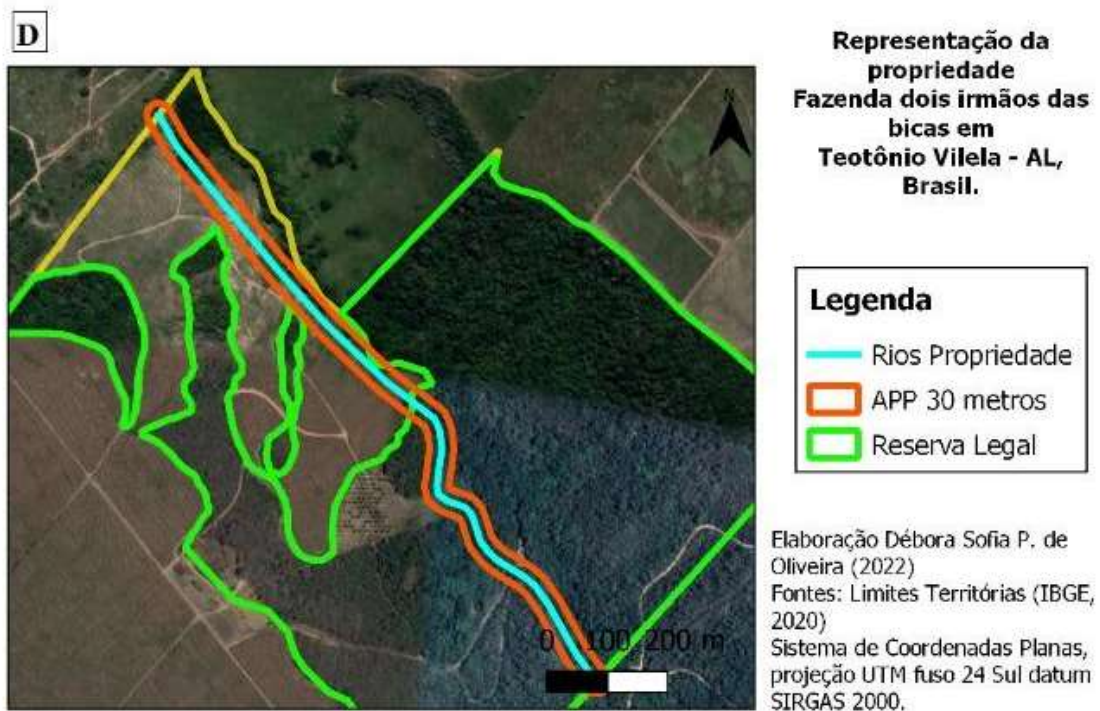 D
Representação da
propriedade
Fazenda dois irmãos das
bicas em
Teotônio Vilela - AL,
Brasil.
N
Legenda
Rios Propriedade
APP 30 metros
Reserva Legal
0 100 200 m
Elaboração Débora Sofia P. de
Oliveira (2022)
Fontes: Limites Territórias (IBGE,
2020)
Sistema de Coordenadas Planas,
projeção UTM fuso 24 Sul datum
SIRGAS 2000.